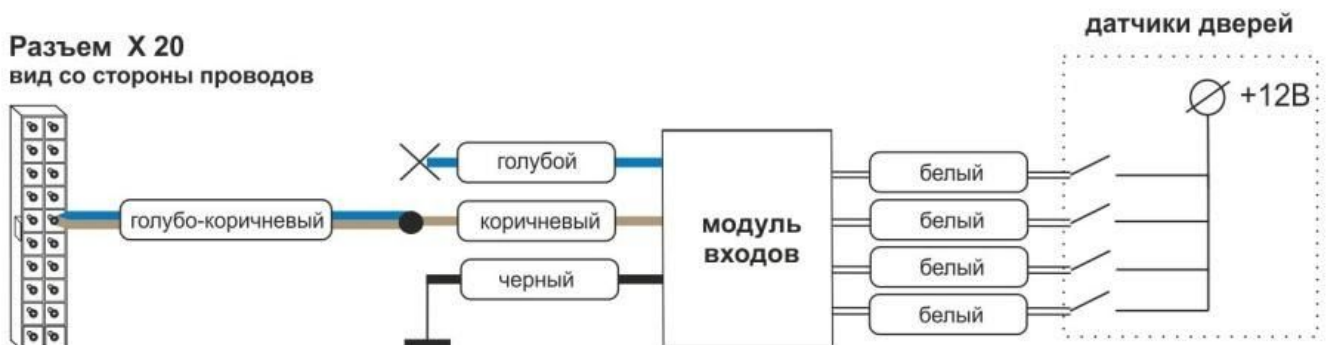 датчики дверей
Разъем X 20
вид со стороны проводов
+12В
голубой
голубо-коричневый
коричневый
черный
модуль
входов
белый
белый
белый
белый